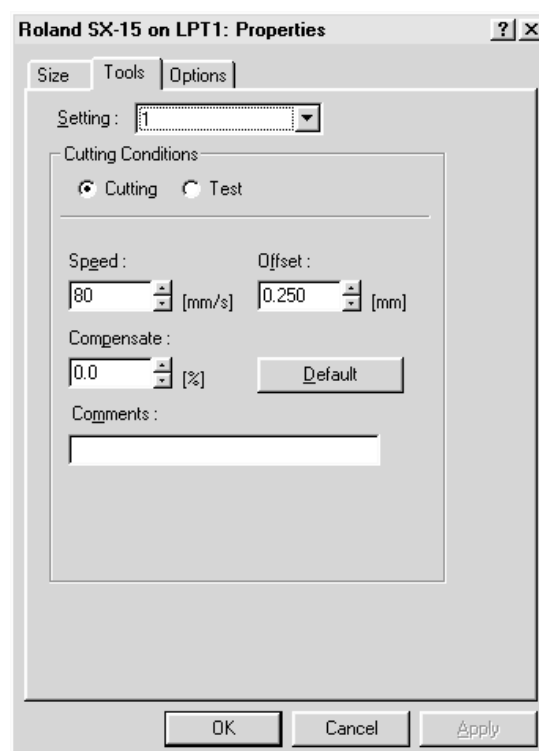 Roland SX-15 on LPT1: Properties ? ×
Size Tools Options
Setting : 1
Cutting Conditions
Cutting Test
Speed : Offset :
80 [mm/s] 0.250 [mm]
Compensate :
0.0 [%] Default
Comments :
OK Cancel Apply